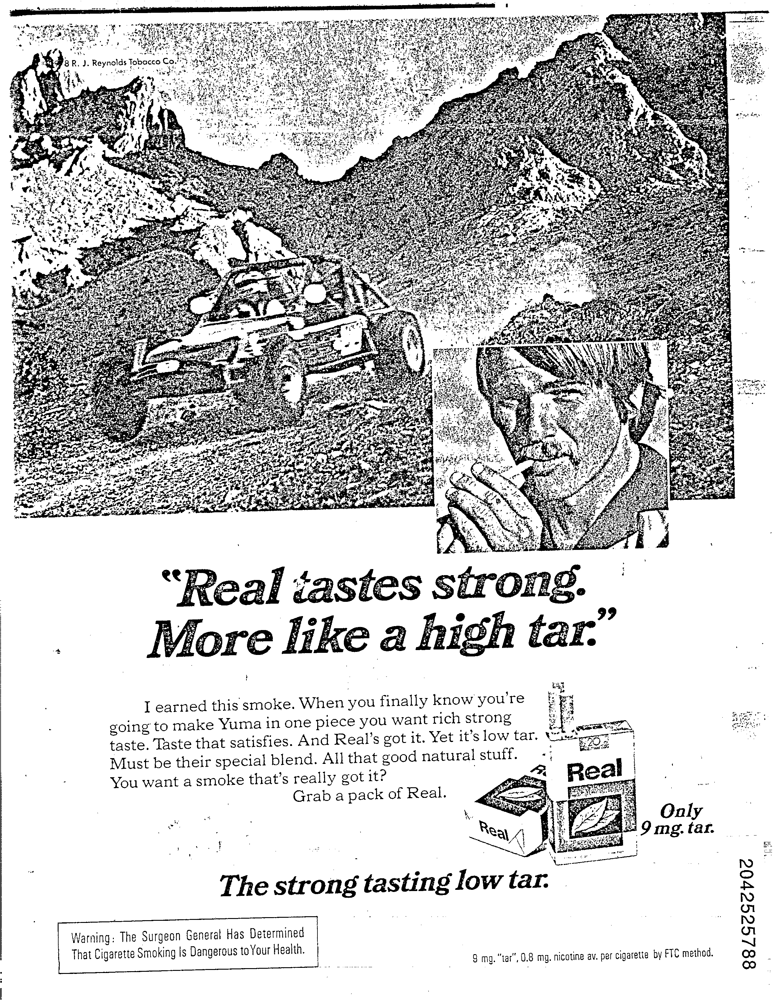 8 R. J. Reynolds Tobacco Co.
"Real tastes strong.
More like a high tar."
I earned this smoke. When you finally know you're
going to make Yuma in one piece you want rich strong
taste. Taste that satisfies. And Real's got it. Yet it's low tar.
Must be their special blend. All that good natural stuff.
You want a smoke that's really got it?
Grab a pack of Real.
20
Real
Real
Only
9 mg. tar.
The strong tasting low tar.
Warning: The Surgeon General Has Determined
That Cigarette Smoking Is Dangerous to Your Health.
9 mg. "tar", 0.8 mg. nicotine av. per cigarette by FTC method.
2042525788